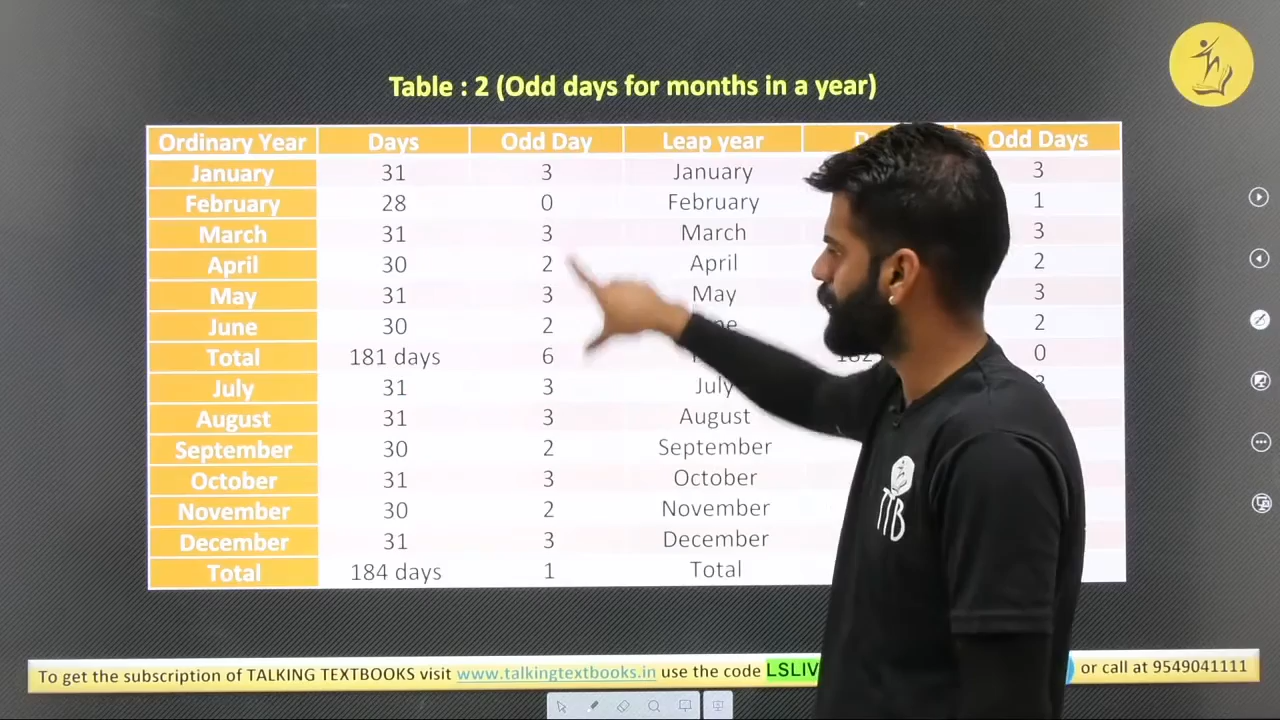 Table : 2 (Odd days for months in a year)
Ordinary Year Days Odd Day Leap year Odd Days
January 31 3 January 3
February 28 0 February 1
March 31 3 March 3
April 30 2 April 2
May 31 3 May 3
June 30 2 2
Total 181 days 6 0
July 31 3 July 3
August 31 3 August
September 30 2 September
October 31 3 October
November 30 2 November
December 31 3 December
Total 184 days 1 Total
TTB
To get the subscription of TALKING TEXTBOOKS visit www.talkingtextbooks.in use the code LSLIV or call at 9549041111